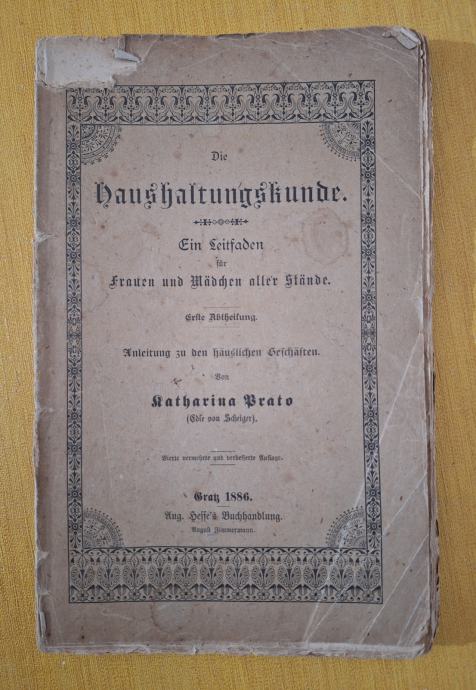 Die
Haushaltungskunde.
Ein Leitfaden
für
Frauen und Mädchen aller Stände.
Erste Abtheilung.
Anleitung zu den häuslichen Geschäften.
Von
Katharina Prato
(Edle von Scheiger).
Vierte vermehrte und verbesserte Auflage.
Graz 1886.
Aug. Hesse's Buchhandlung.
August Zimmermann.